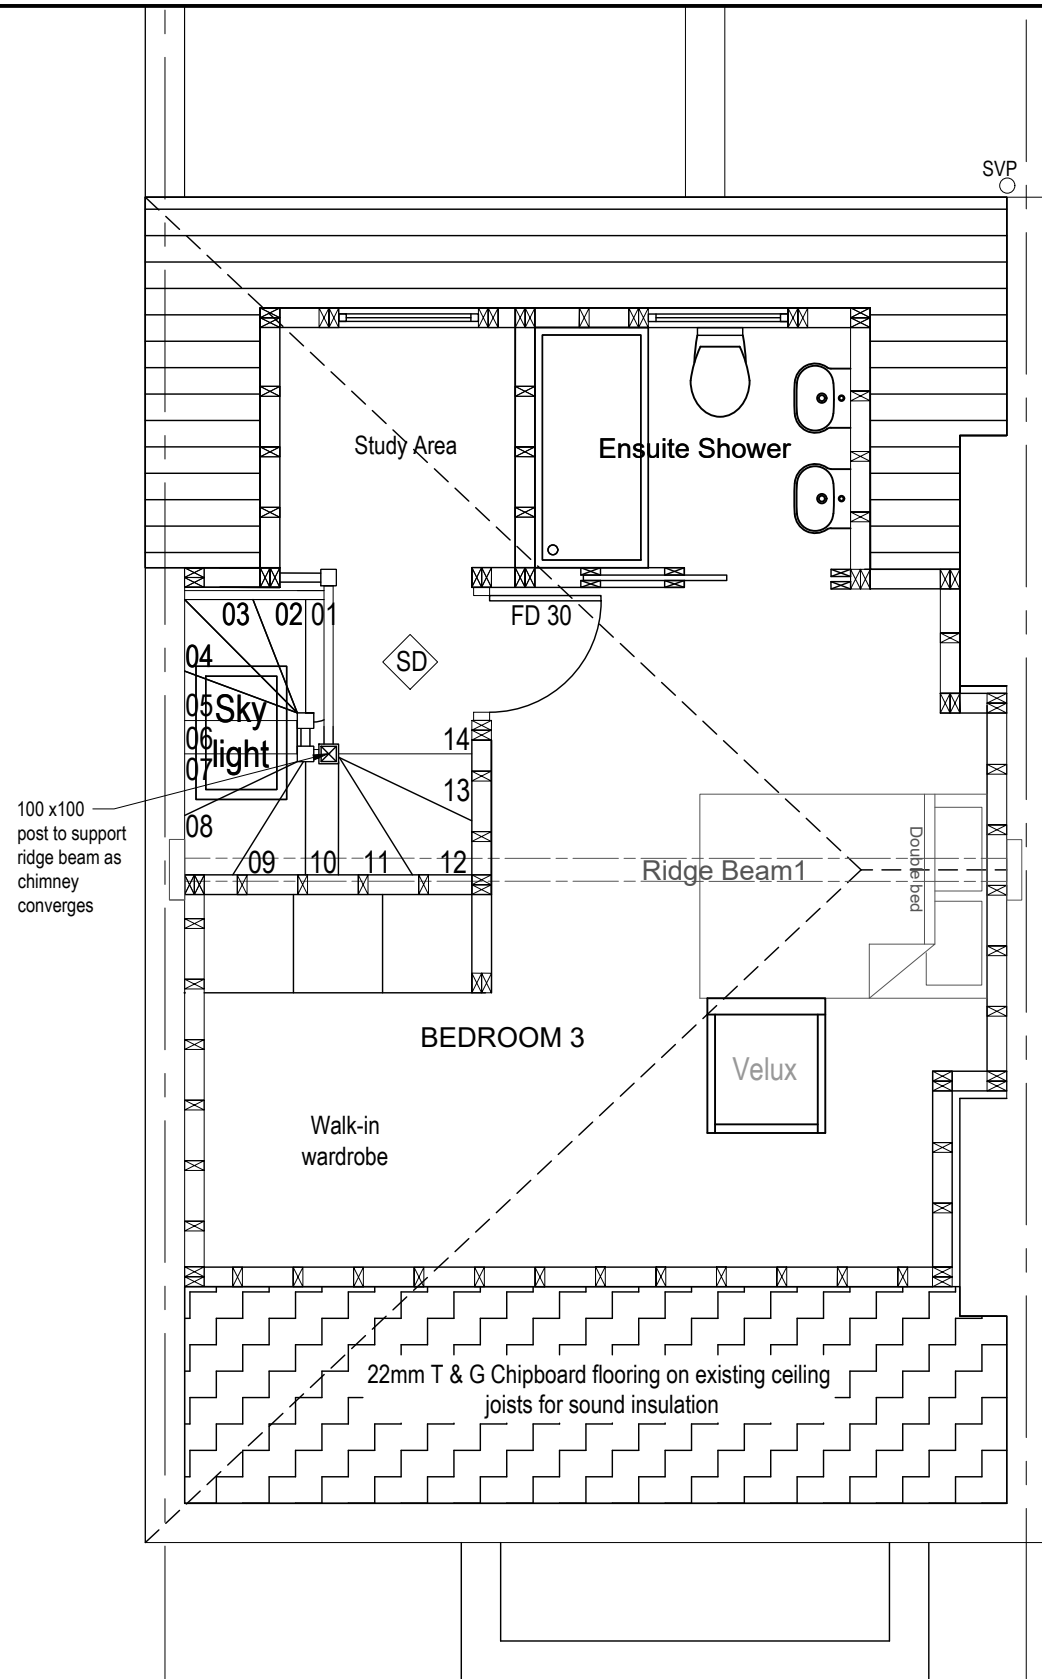 SVP
Study Area
Ensuite Shower
FD 30
03
02
01
04
SD
05
Sky
06
light
07
14
13
100 x100
post to support
ridge beam as
chimney
converges
08
09
10
11
12
Ridge Beam1
Double bed
BEDROOM 3
Velux
Walk-in
wardrobe
22mm T & G Chipboard flooring on existing ceiling
joists for sound insulation